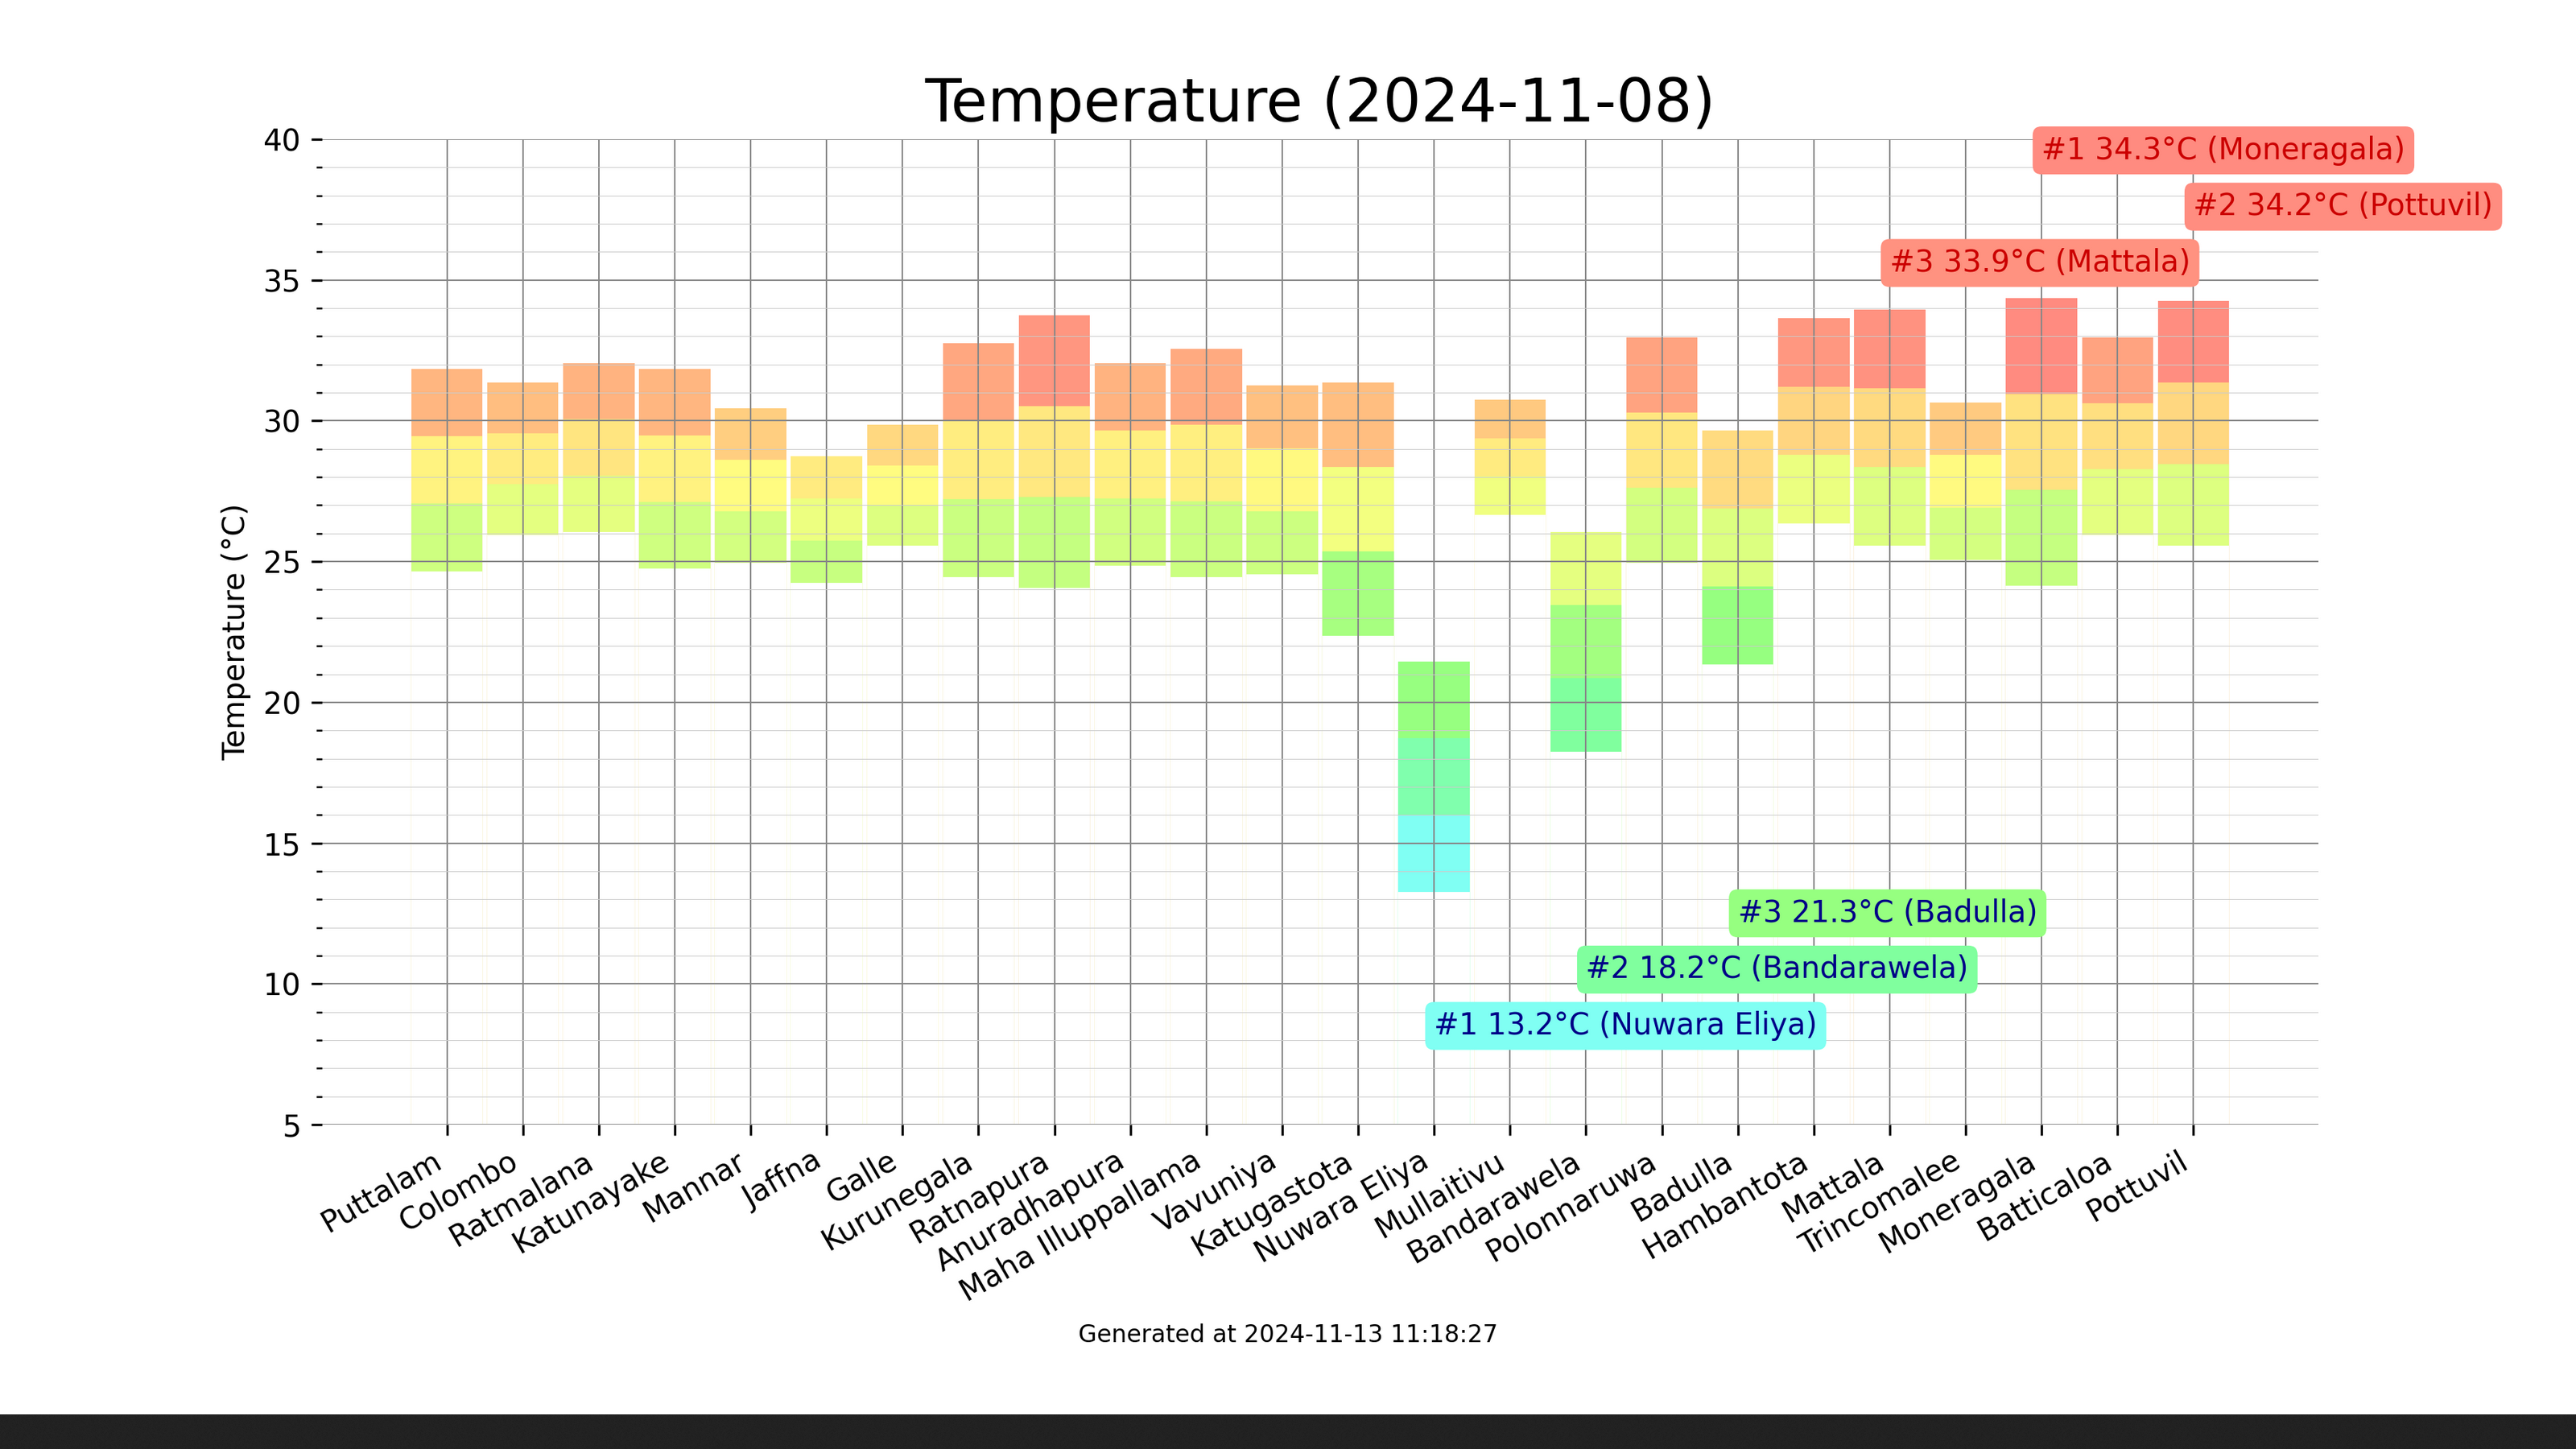 Temperature (2024-11-08)
#1 34.3°C (Moneragala)
#2 34.2°C (Pottuvil)
#3 33.9°C (Mattala)
40
35
30
25
20
15
10
5
Temperature (°C)
#3 21.3°C (Badulla)
#2 18.2°C (Bandarawela)
#1 13.2°C (Nuwara Eliya)
Puttalam
Colombo
Ratmalana
Katunayake
Mannar
Jaffna
Galle
Kurunegala
Ratnapura
Anuradhapura
Maha Illuppallama
Vavuniya
Katugastota
Nuwara Eliya
Mullaitivu
Bandarawela
Polonnaruwa
Badulla
Hambantota
Mattala
Trincomalee
Moneragala
Batticaloa
Pottuvil
Generated at 2024-11-13 11:18:27